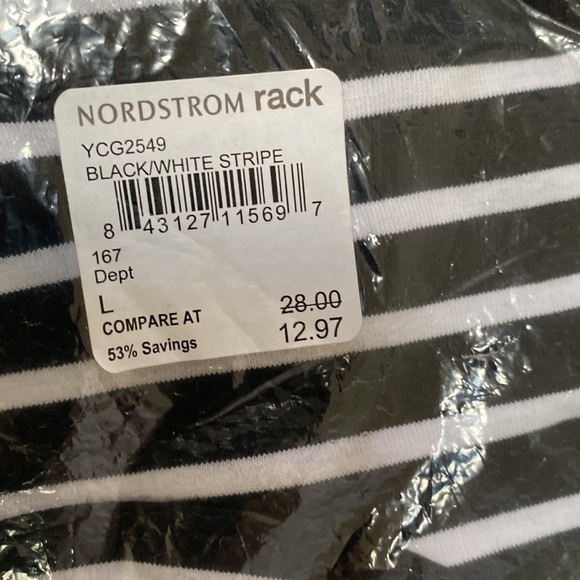 NORDSTROM rack
YCG2549
BLACK/WHITE STRIPE
8 43127 11569 7
167
Dept
L
COMPARE AT 28.00
53% Savings 12.97